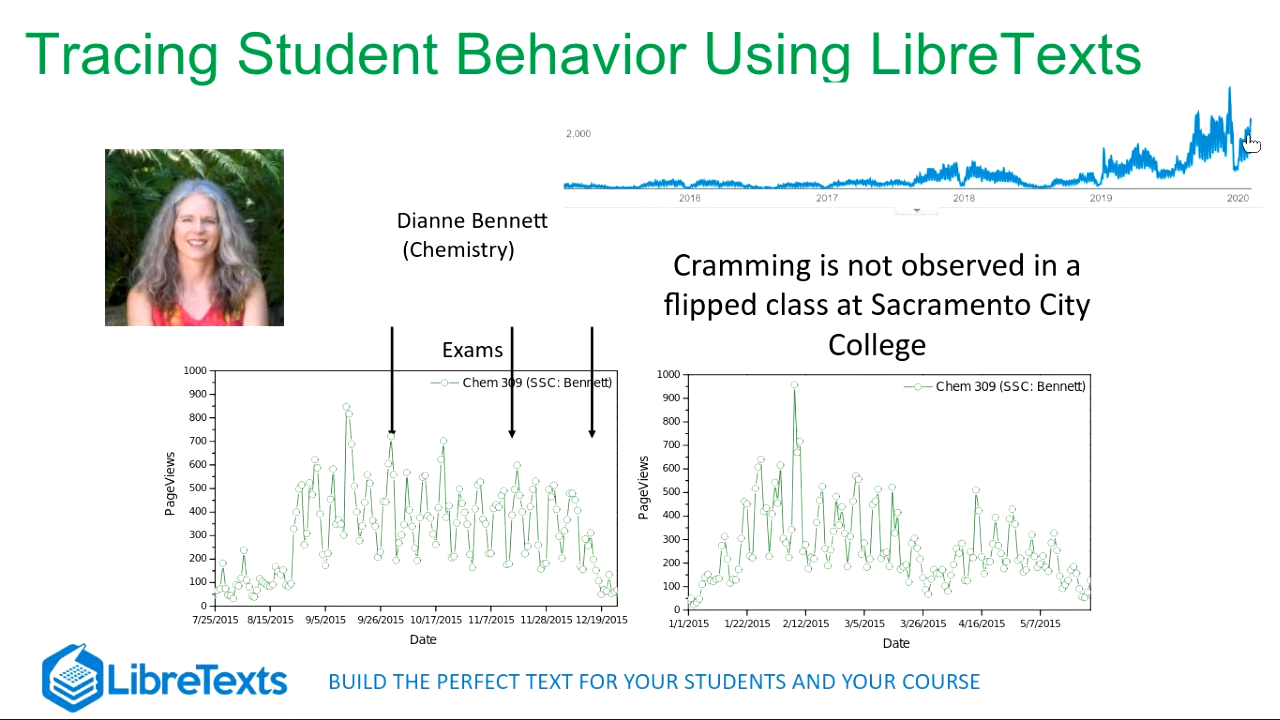 Tracing Student Behavior Using LibreTexts
2,000
2016 2017 2018 2019 2020
Dianne Bennett
(Chemistry)
Cramming is not observed in a
flipped class at Sacramento City
College
Exams
Chem 309 (SSC: Bennett)
PageViews
1000
900
800
700
600
500
400
300
200
100
0
7/25/2015 8/15/2015 9/5/2015 9/26/2015 10/17/2015 11/7/2015 11/28/2015 12/19/2015
Date
Chem 309 (SSC: Bennett)
PageViews
1000
900
800
700
600
500
400
300
200
100
0
1/1/2015 1/22/2015 2/12/2015 3/5/2015 3/26/2015 4/16/2015 5/7/2015
Date
LibreTexts
BUILD THE PERFECT TEXT FOR YOUR STUDENTS AND YOUR COURSE